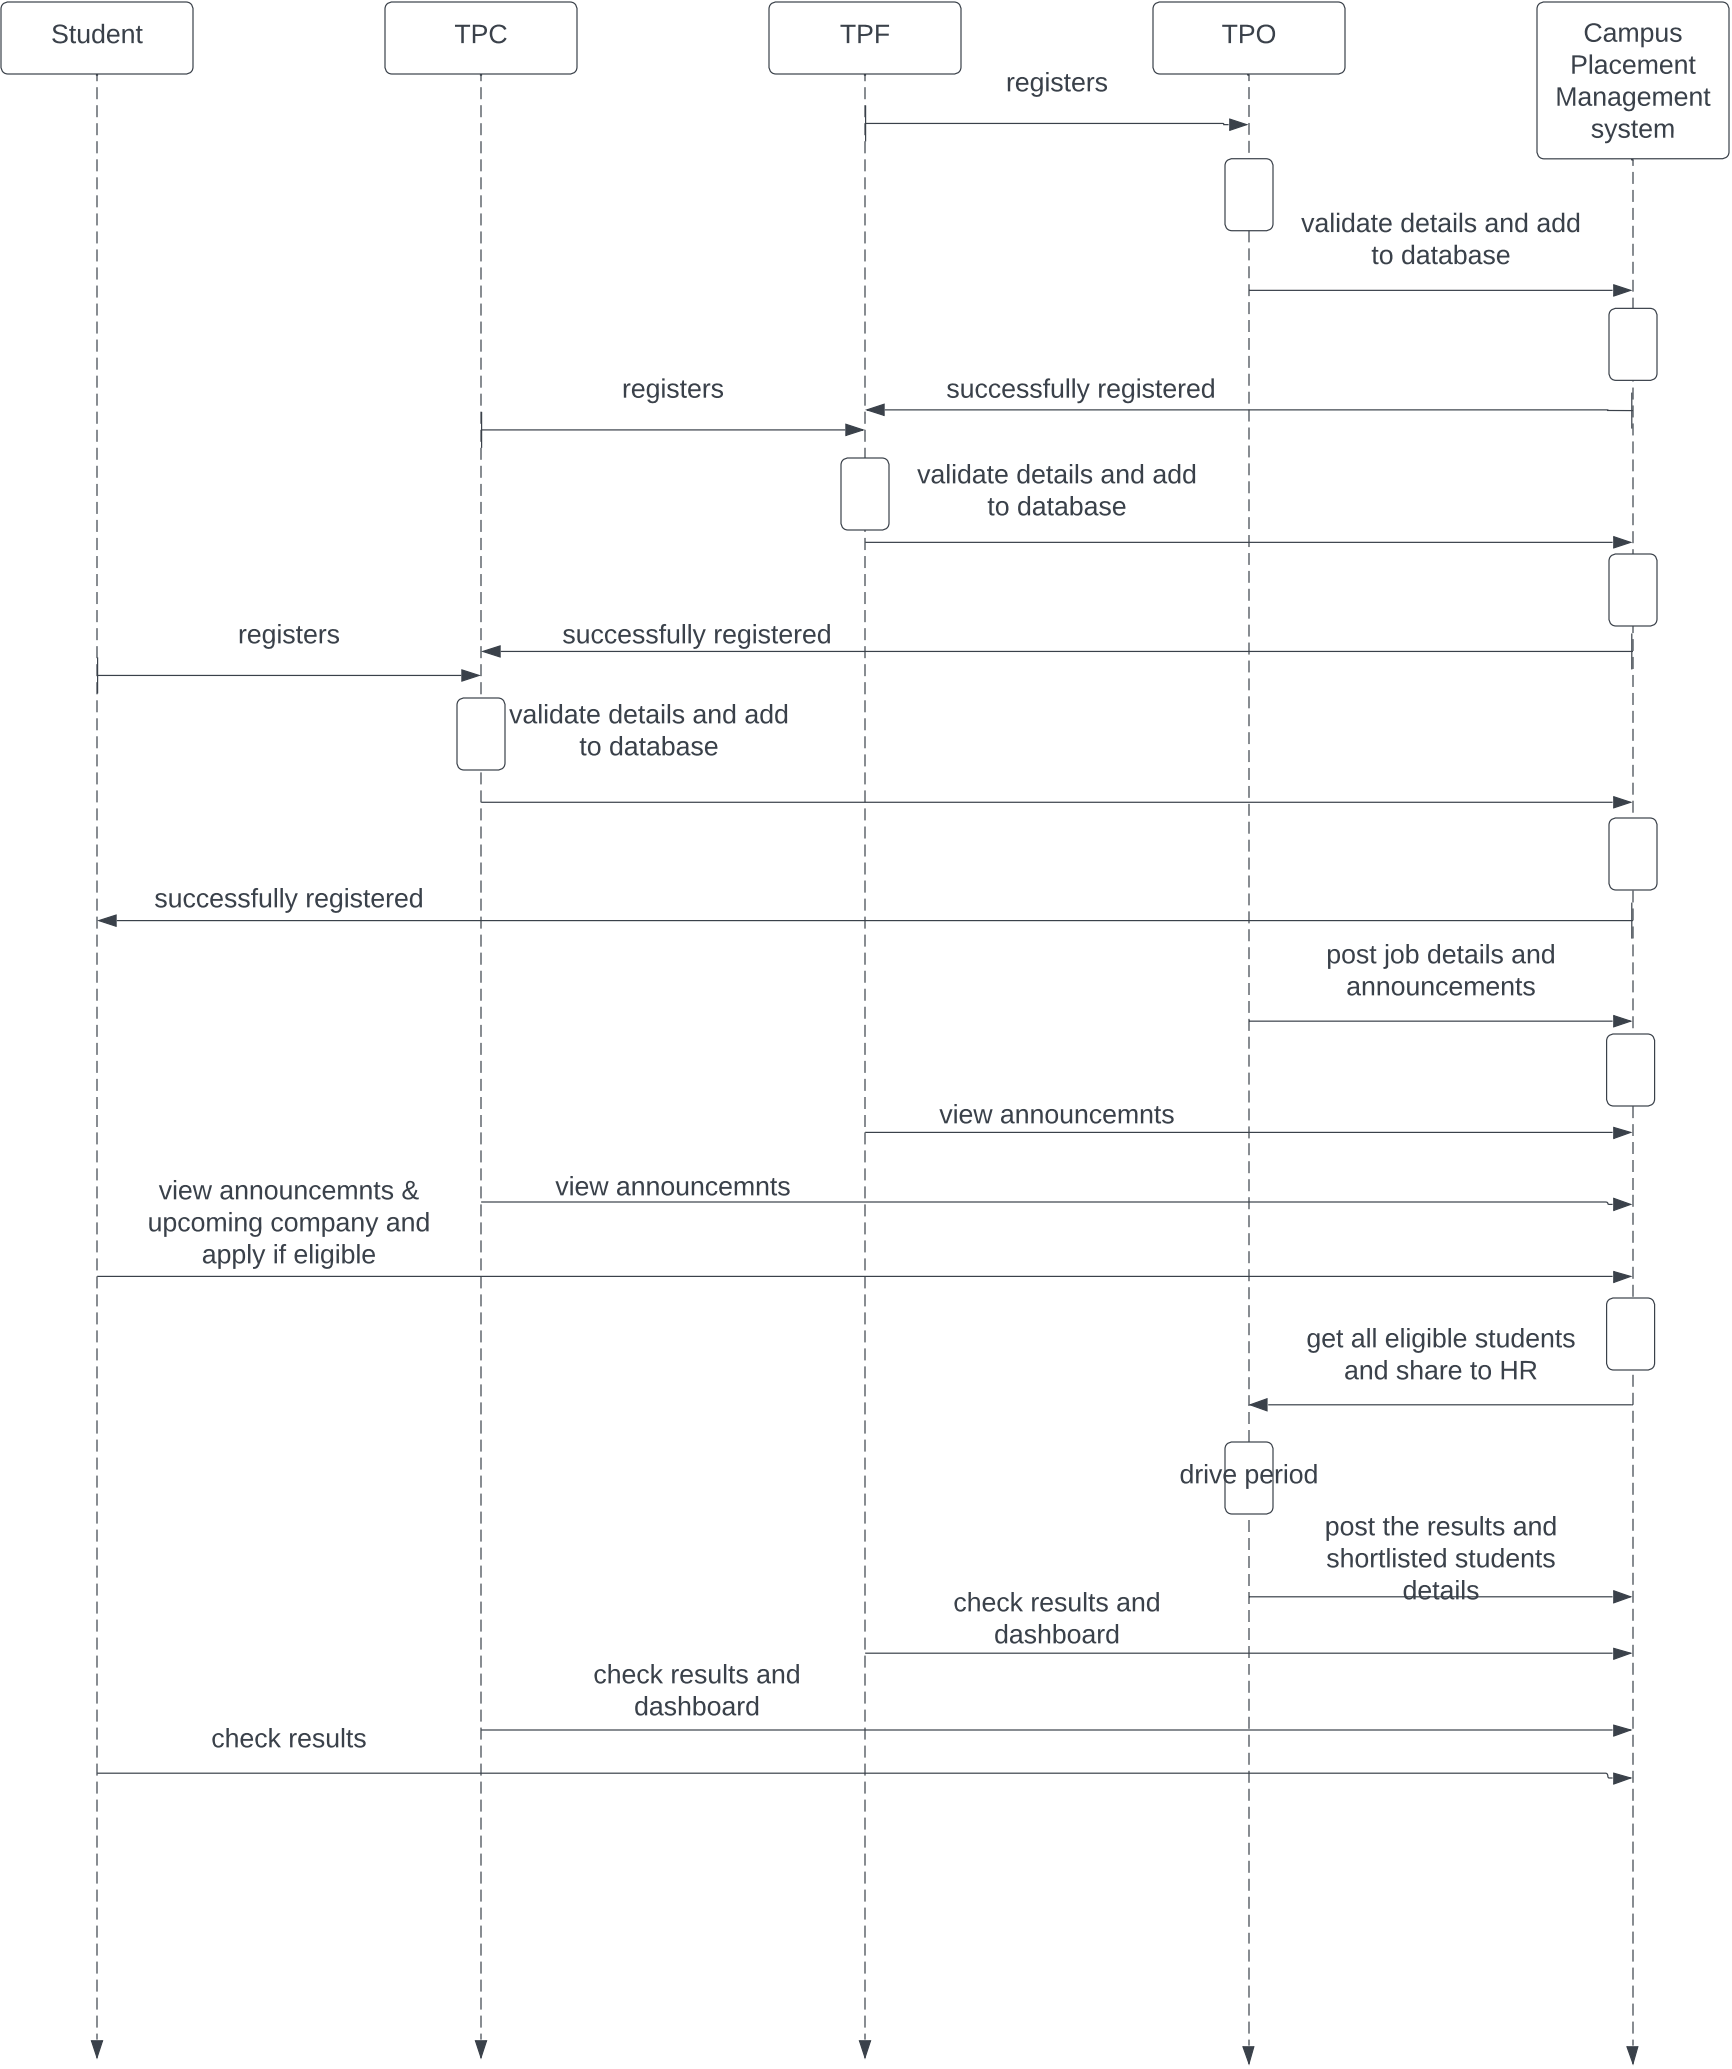 Student
TPC
TPF
TPO
Campus
Placement
Management
system
registers
validate details and add
to database
registers
successfully registered
validate details and add
to database
registers
successfully registered
validate details and add
to database
successfully registered
post job details and
announcements
view announcemnts
view announcemnts
view announcemnts &
upcoming company and
apply if eligible
get all eligible students
and share to HR
drive period
post the results and
shortlisted students
details
check results and
dashboard
check results and
dashboard
check results